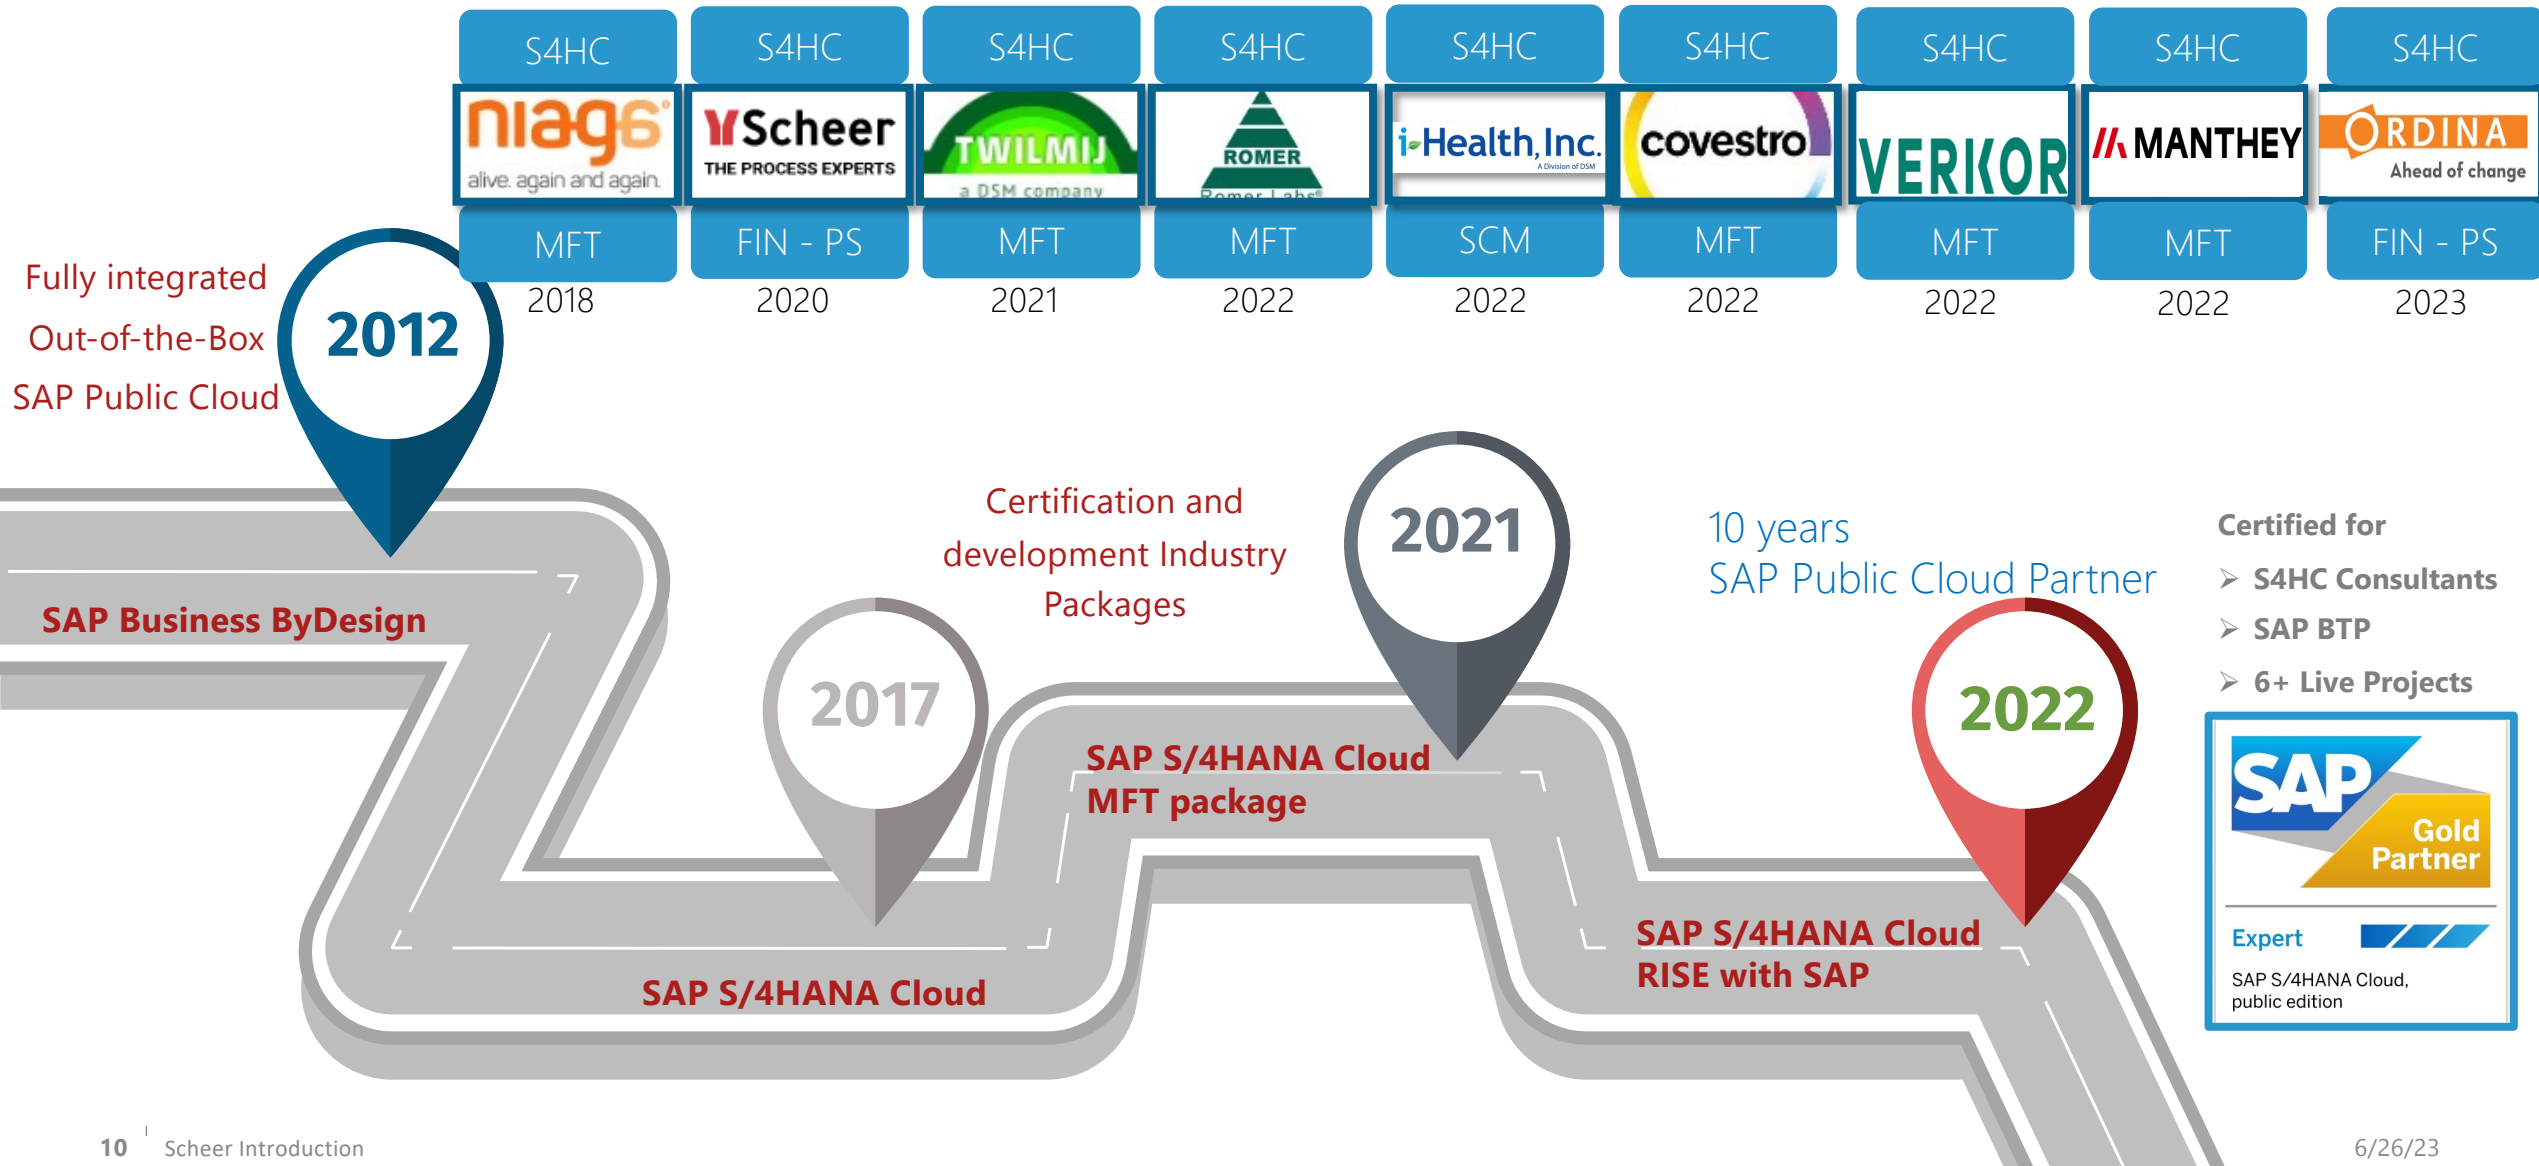 S4HC S4HC S4HC S4HC S4HC S4HC S4HC S4HC S4HC
niaga®
alive. again and again.
Scheer
THE PROCESS EXPERTS
TWILMIJ
a DSM company
ROMER
Romer Labs®
i-Health, Inc.
A Division of DSM
covestro
VERKOR
MANTHEY
ORDINA
Ahead of change
MFT FIN - PS MFT MFT SCM MFT MFT MFT FIN - PS
2018 2020 2021 2022 2022 2022 2022 2022 2023
Fully integrated
Out-of-the-Box
SAP Public Cloud
2012
SAP Business ByDesign
2017
SAP S/4HANA Cloud
Certification and
development Industry
Packages
2021
SAP S/4HANA Cloud
MFT package
10 years
SAP Public Cloud Partner
2022
SAP S/4HANA Cloud
RISE with SAP
Certified for
➢ S4HC Consultants
➢ SAP BTP
➢ 6+ Live Projects
SAP
Gold
Partner
Expert
SAP S/4HANA Cloud,
public edition
10 Scheer Introduction
6/26/23